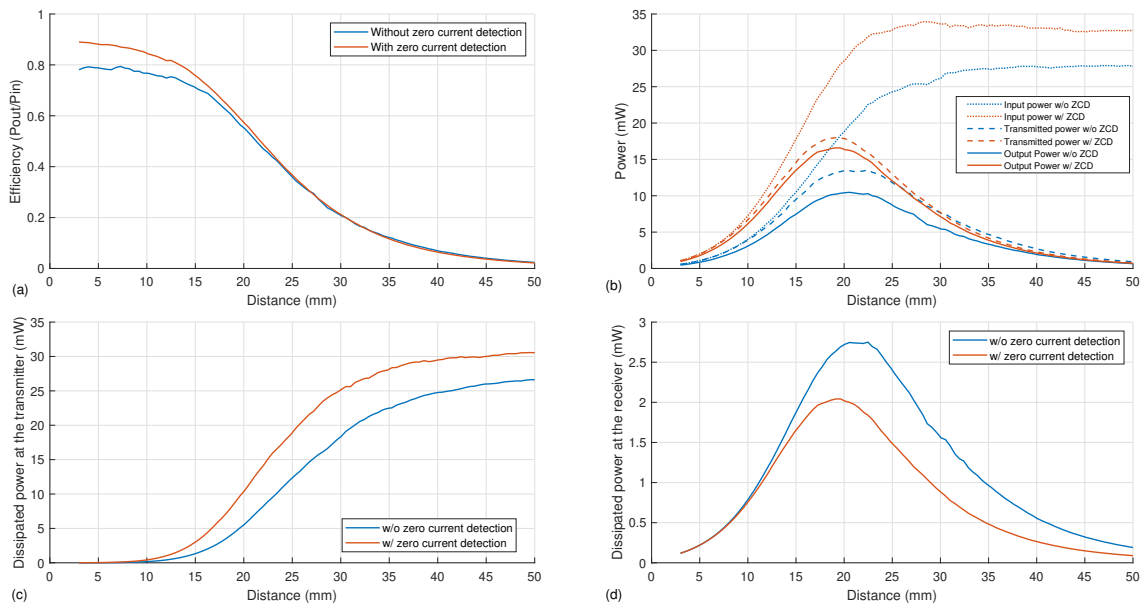 1
0.8
0.6
0.4
0.2
0
Efficiency (Pout/Pin)
Without zero current detection
With zero current detection
0 5 10 15 20 25 30 35 40 45 50
Distance (mm)
(a)
40
35
30
25
20
15
10
5
0
Power (mW)
Input power w/o ZCD
Input power w/ ZCD
Transmitted power w/o ZCD
Transmitted power w/ ZCD
Output Power w/o ZCD
Output Power w/ ZCD
0 5 10 15 20 25 30 35 40 45 50
Distance (mm)
(b)
35
30
25
20
15
10
5
0
Dissipated power at the transmitter (mW)
w/o zero current detection
w/ zero current detection
0 5 10 15 20 25 30 35 40 45 50
Distance (mm)
(c)
3
2.5
2
1.5
1
0.5
0
Dissipated power at the receiver (mW)
w/o zero current detection
w/ zero current detection
0 5 10 15 20 25 30 35 40 45 50
Distance (mm)
(d)